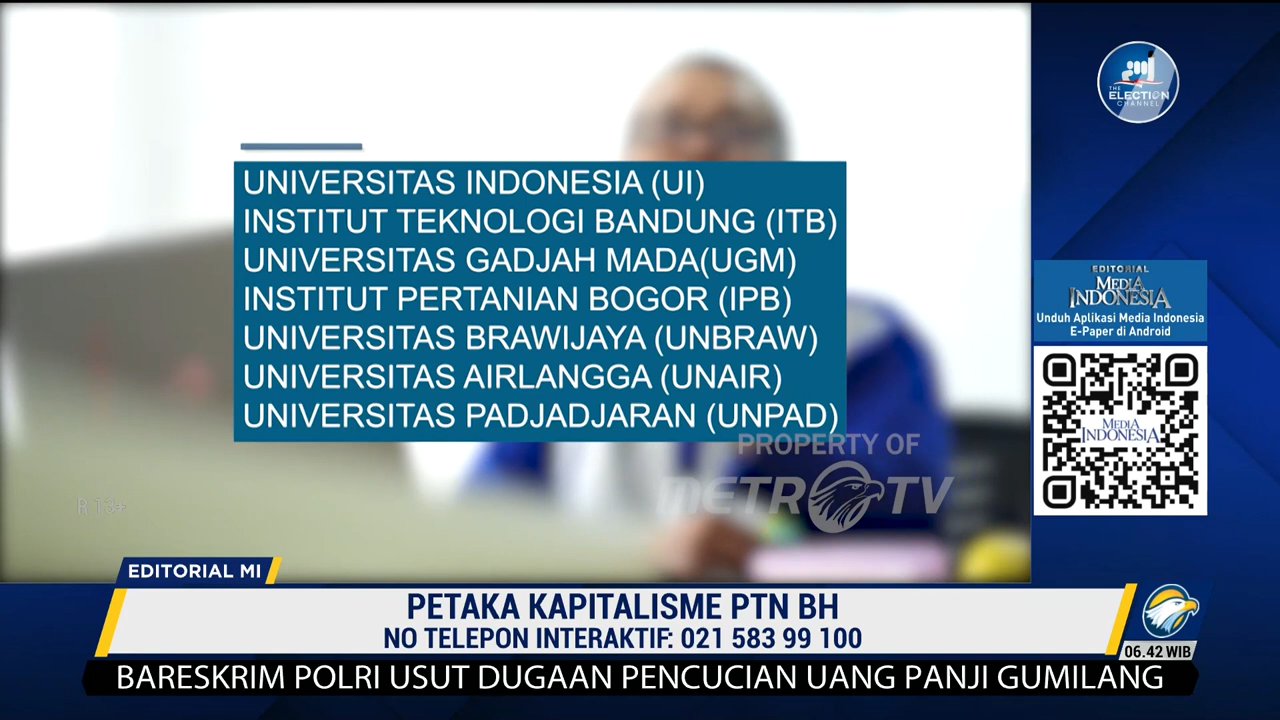 THE
ELECTION
CHANNEL
UNIVERSITAS INDONESIA (UI)
INSTITUT TEKNOLOGI BANDUNG (ITB)
UNIVERSITAS GADJAH MADA(UGM)
INSTITUT PERTANIAN BOGOR (IPB)
UNIVERSITAS BRAWIJAYA (UNBRAW)
UNIVERSITAS AIRLANGGA (UNAIR)
UNIVERSITAS PADJADJARAN (UNPAD)
PROPERTY OF
METRO TV
R 13+
EDITORIAL
MEDIA
INDONESIA
Unduh Aplikasi Media Indonesia
E-Paper di Android
MEDIA
INDONESIA
EDITORIAL MI
PETAKA KAPITALISME PTN BH
NO TELEPON INTERAKTIF: 021 583 99 100
06.42 WIB
BARESKRIM POLRI USUT DUGAAN PENCUCIAN UANG PANJI GUMILANG